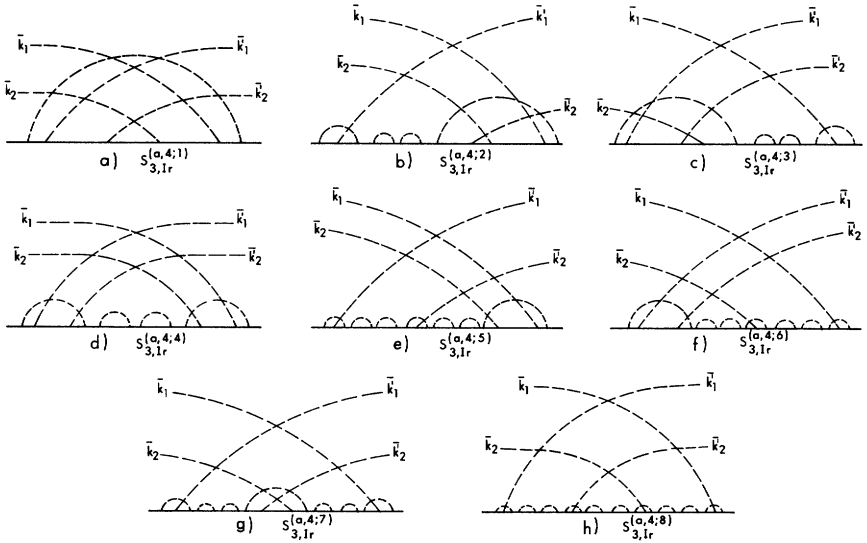 k̄₁ k̄'₁
k̄₂ k̄'₂
a) S₃,Ir^(a,4;1)
k̄₁ k̄'₁
k̄₂ k̄'₂
b) S₃,Ir^(a,4;2)
k̄₁ k̄'₁
k̄'₂
k̄₂
c) S₃,Ir^(a,4;3)
k̄₁ k̄'₁
k̄₂ k̄'₂
d) S₃,Ir^(a,4;4)
k̄₁ k̄'₁
k̄₂ k̄'₂
e) S₃,Ir^(a,4;5)
k̄₁ k̄'₁
k̄₂ k̄'₂
f) S₃,Ir^(a,4;6)
k̄₁ k̄'₁
k̄₂ k̄'₂
g) S₃,Ir^(a,4;7)
k̄₁ k̄'₁
k̄₂ k̄'₂
h) S₃,Ir^(a,4;8)